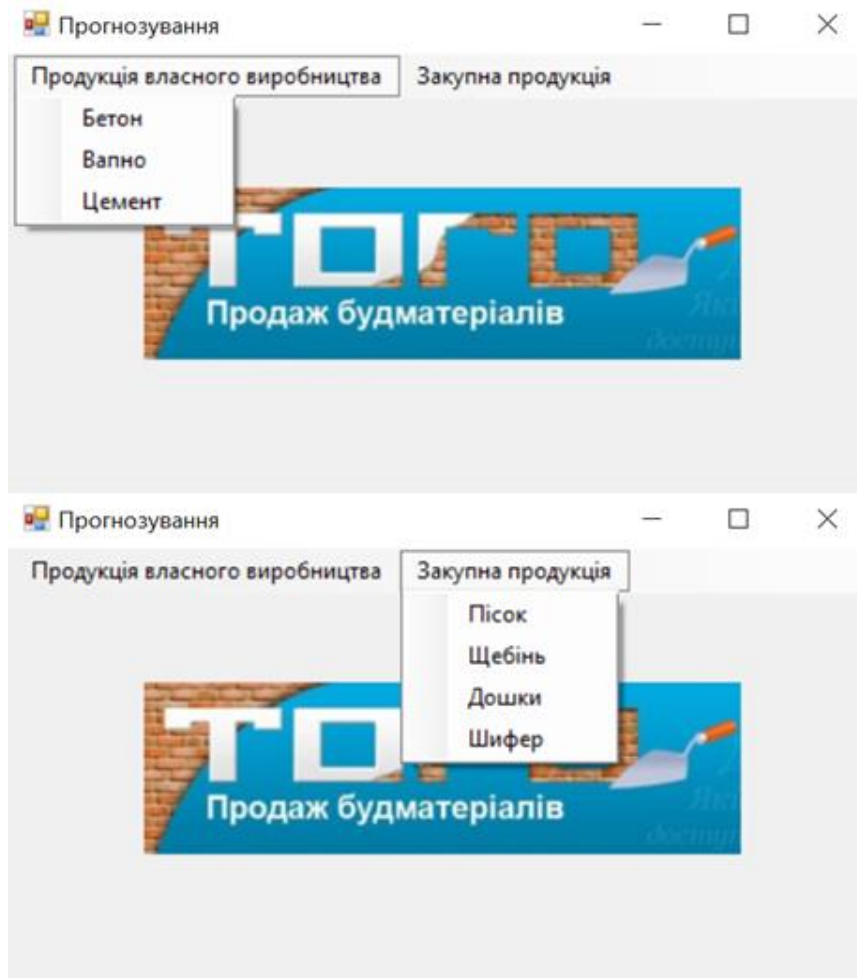 Прогнозування
Продукція власного виробництва Закупна продукція
Бетон
Вапно
Цемент
ТОГО
Продаж будматеріалів
Прогнозування
Продукція власного виробництва Закупна продукція
Пісок
Щебінь
Дошки
Шифер
Продаж будматеріалів